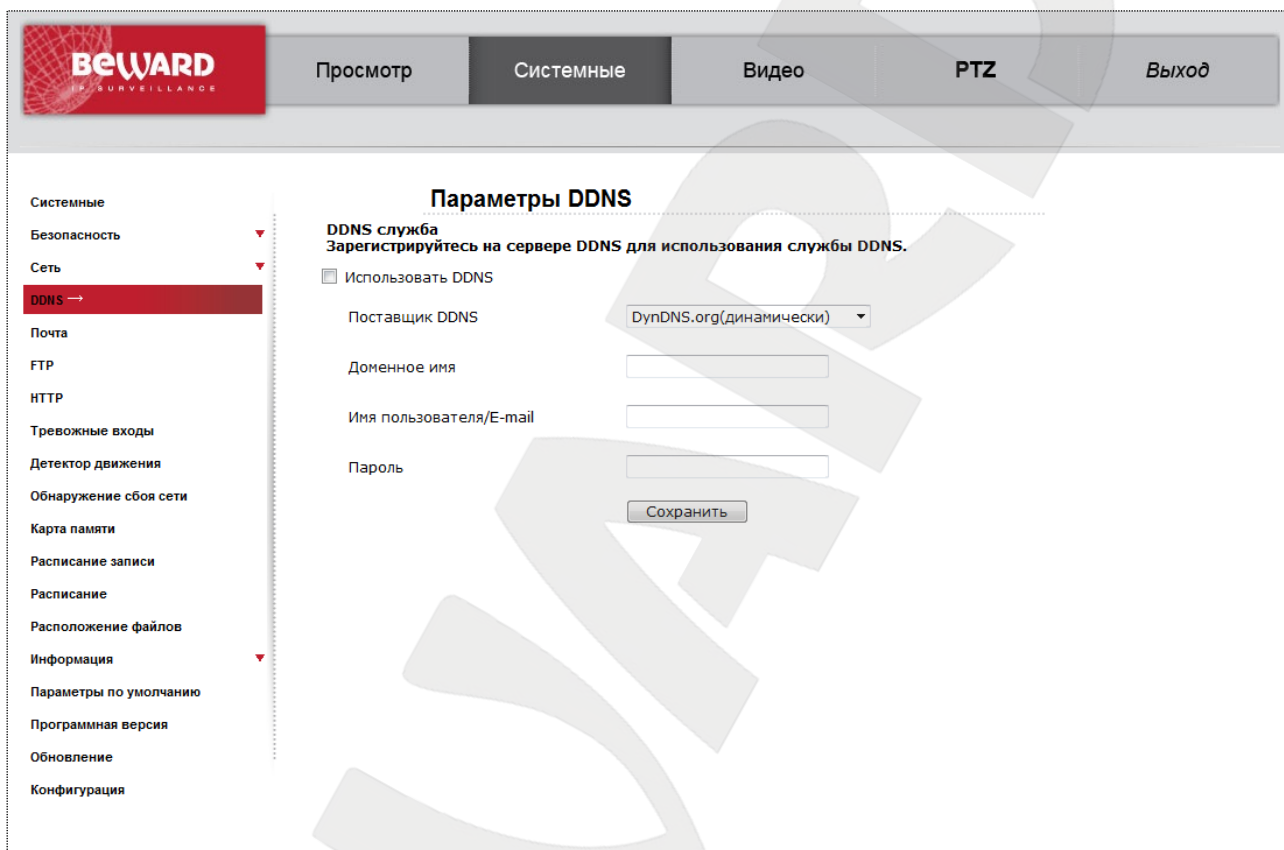 BEWARD
IP SURVEILLANCE
Просмотр
Системные
Видео
PTZ
Выход
Системные
Безопасность
Сеть
DDNS →
Почта
FTP
HTTP
Тревожные входы
Детектор движения
Обнаружение сбоя сети
Карта памяти
Расписание записи
Расписание
Расположение файлов
Информация
Параметры по умолчанию
Программная версия
Обновление
Конфигурация
Параметры DDNS
DDNS служба
Зарегистрируйтесь на сервере DDNS для использования службы DDNS.
Использовать DDNS
Поставщик DDNS
DynDNS.org(динамически)
Доменное имя
Имя пользователя/E-mail
Пароль
Сохранить